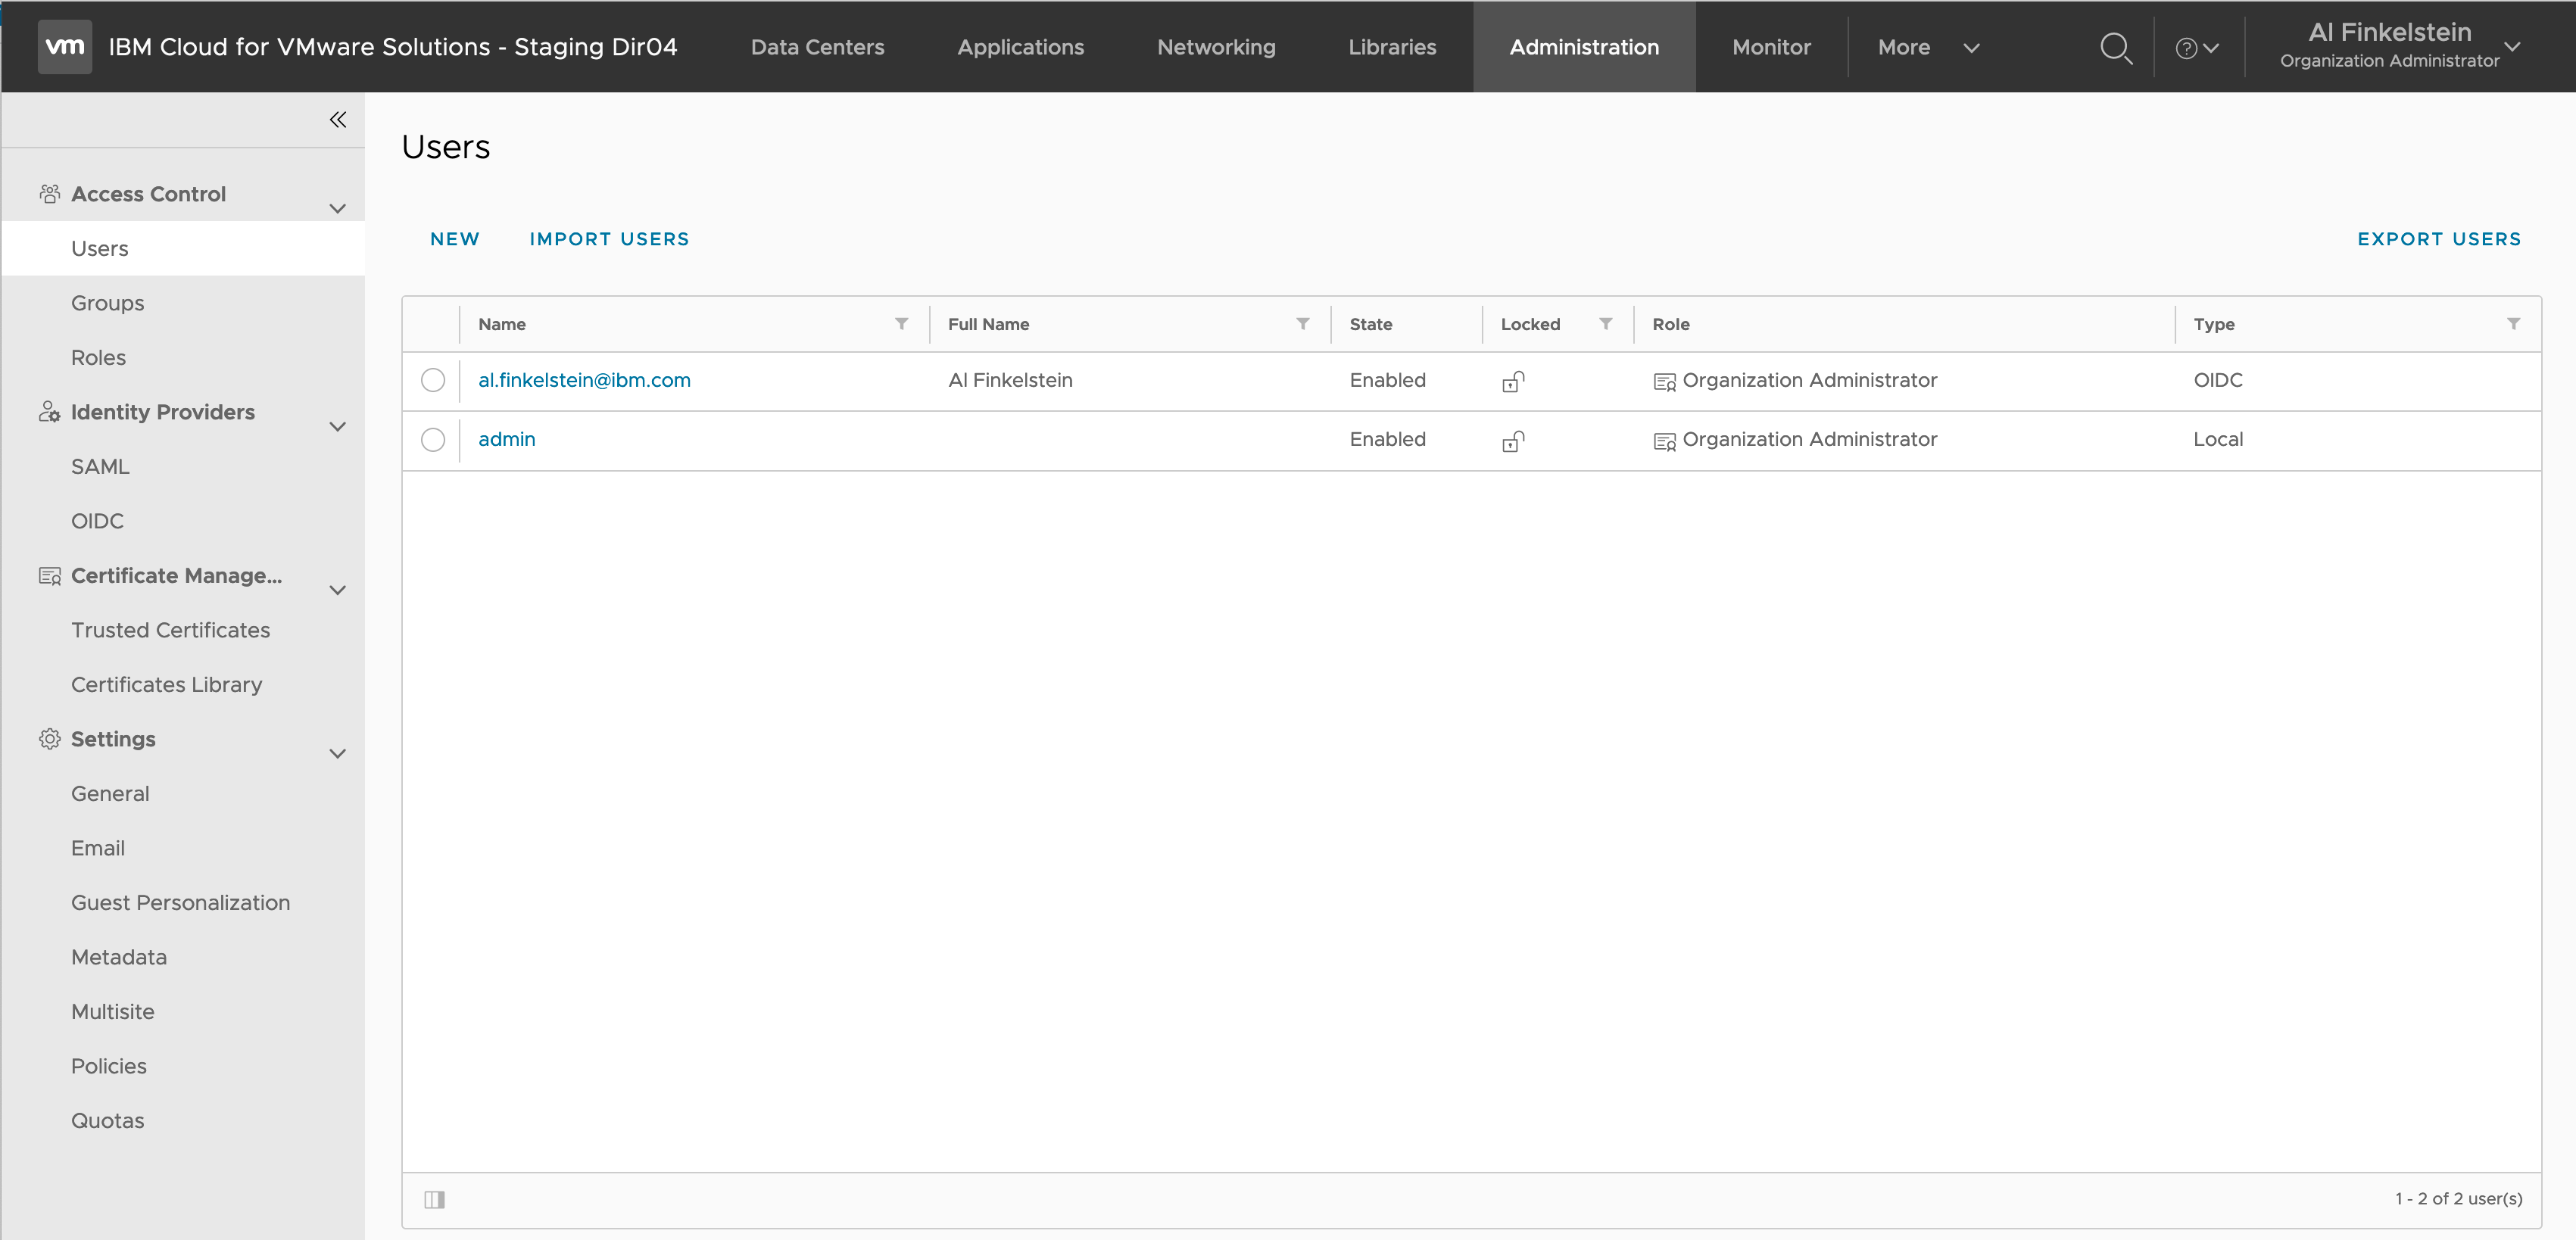 vm IBM Cloud for VMware Solutions - Staging Dir04 Data Centers Applications Networking Libraries Administration Monitor More ? Al Finkelstein
Organization Administrator
Access Control
Users
Groups
Roles
Identity Providers
SAML
OIDC
Certificate Manage...
Trusted Certificates
Certificates Library
Settings
General
Email
Guest Personalization
Metadata
Multisite
Policies
Quotas
Users
NEW IMPORT USERS EXPORT USERS
Name Full Name State Locked Role Type
al.finkelstein@ibm.com Al Finkelstein Enabled Organization Administrator OIDC
admin Enabled Organization Administrator Local
1 - 2 of 2 user(s)